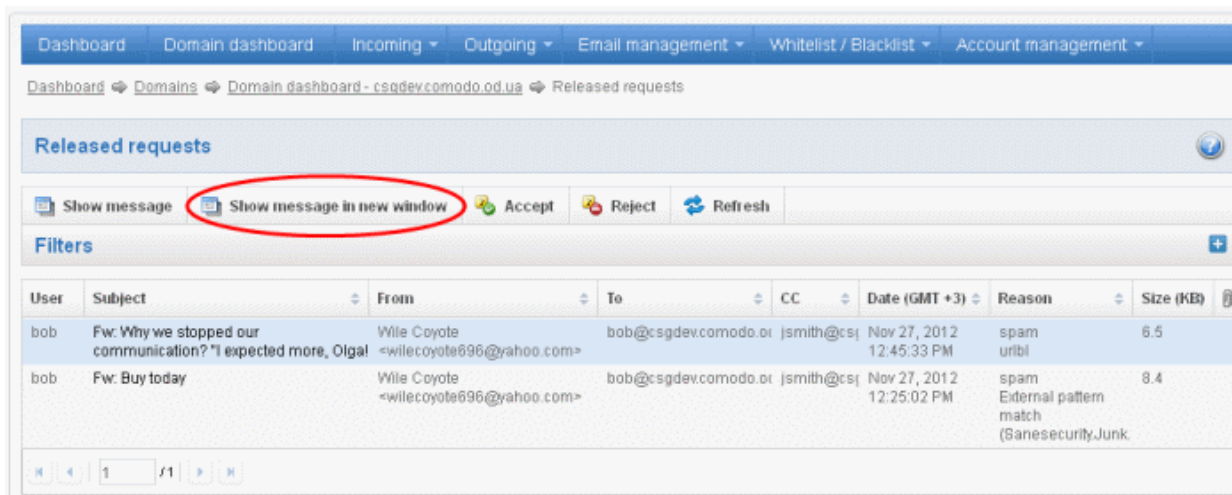 Dashboard Domain dashboard Incoming Outgoing Email management Whitelist / Blacklist Account management
Dashboard Domains Domain dashboard - csgdev.comodo.od.ua Released requests
Released requests
Show message Show message in new window Accept Reject Refresh
Filters
User Subject From To CC Date (GMT +3) Reason Size (KB)
bob Fw: Why we stopped our Wile Coyote bob@csgdev.comodo.o jsmith@csg Nov 27, 2012 spam 6.5
communication? "I expected more, Olga! <wilecoyote696@yahoo.com> 12:45:33 PM uribl
bob Fw: Buy today Wile Coyote bob@csgdev.comodo.o jsmith@csg Nov 27, 2012 spam 8.4
<wilecoyote696@yahoo.com> 12:25:02 PM External pattern
match
(Sanesecurity.Junk.
1 /1